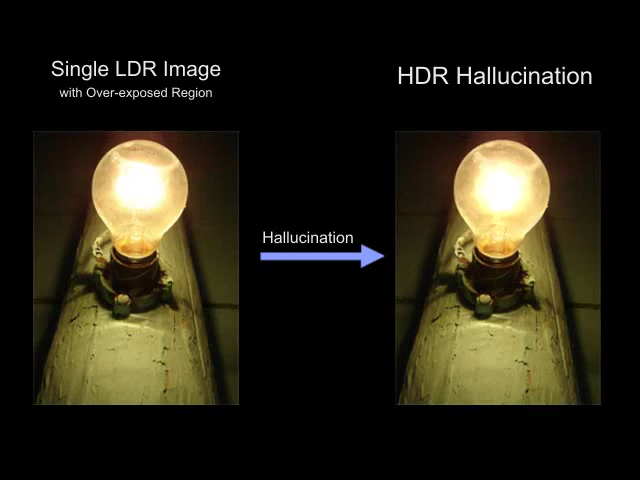 Single LDR Image
with Over-exposed Region
HDR Hallucination
Hallucination